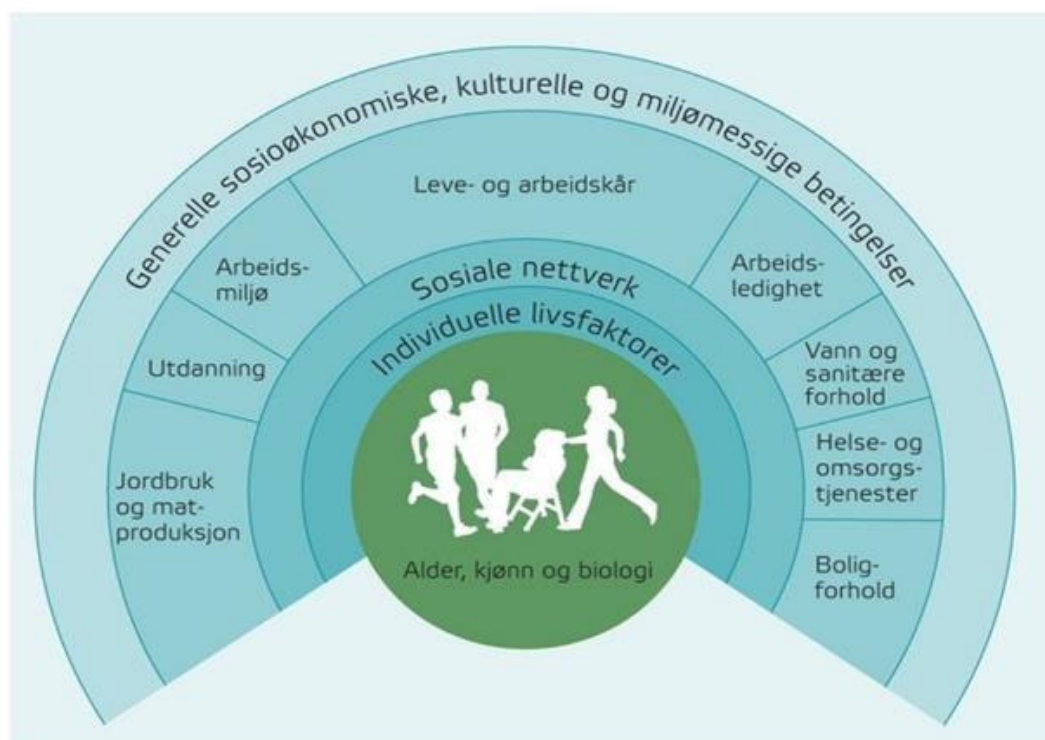 Generelle sosioøkonomiske, kulturelle og miljømessige betingelser
Leve- og arbeidskår
Arbeids-
miljø
Utdanning
Jordbruk
og mat-
produksjon
Arbeids-
ledighet
Vann og
sanitære
forhold
Helse- og
omsorgs-
tjenester
Bolig-
forhold
Sosiale nettverk
Individuelle livsfaktorer
Alder, kjønn og biologi